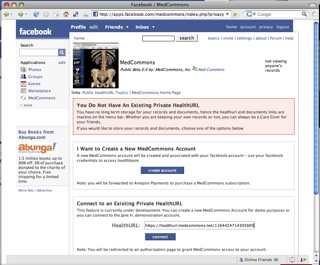 Facebook | MedCommons
http://apps.facebook.com/medcommons/index.php?privacy
facebook
Profile edit Friends Inbox
home account privacy logout
Search
Applications edit
Photos
Groups
Events
Marketplace
MedCommons
more
Buy Books from Abunga!
Abunga!
1.5 million books up to 90% off. 5% of purchase donated to the charity of your choice. Free shipping for a limited time.
More Ads | Advertise
home
search
topics | invite | settings | about | forum | help
MedCommons
Public Beta 0.4 by: MedCommons, Inc.
not viewing anyone's records
links: Public HealthURL Topics | MedCommons Home Page
You Do Not Have An Existing Private HealthURL
You have no long term storage for your records and documents, hence the healthurl and documents links are inactive on the menu bar. Whether you are keeping your own records or not, you can always be a Care Giver for your friends.
If you would like to store your records and documents, choose one of the options below
I Want to Create a New MedCommons Account
A new MedCommons account will be created and associated with your facebook account - use your facebook credentials to access healthbook
create account
Note: you will be forwarded to Amazon Payments to purchase a MedCommons subscription.
Connect to an Existing Private HealthURL
This feature is currently under development. You can create a new MedCommons Account for demo purposes or you can connect to the Jane H. demonstration account.
HealthURL: https://healthurl.medcommons.net/1164424714305605
connect
Note: You will be redirected to an authorization page to grant MedCommons access to your account.
Online Friends (0)